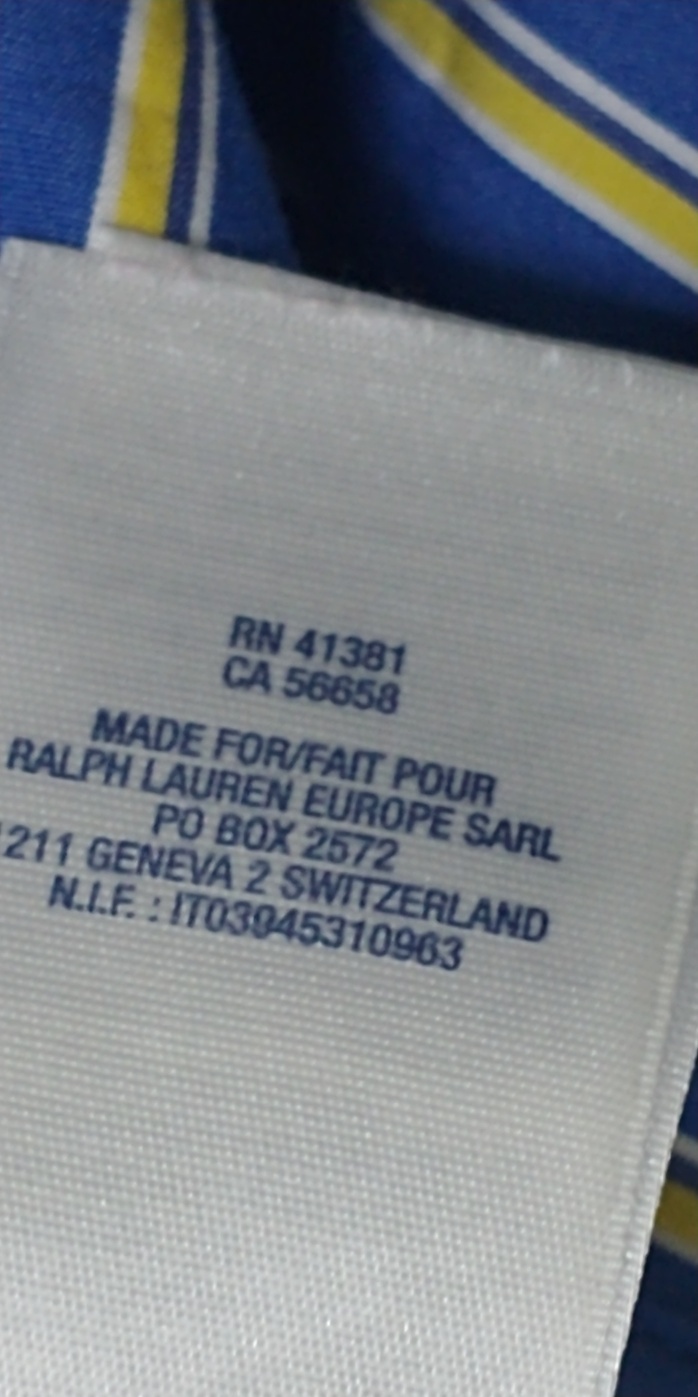 RN 41381
CA 56658
MADE FOR/FAIT POUR
RALPH LAUREN EUROPE SARL
PO BOX 2572
1211 GENEVA 2 SWITZERLAND
N.I.F. : IT03945310963